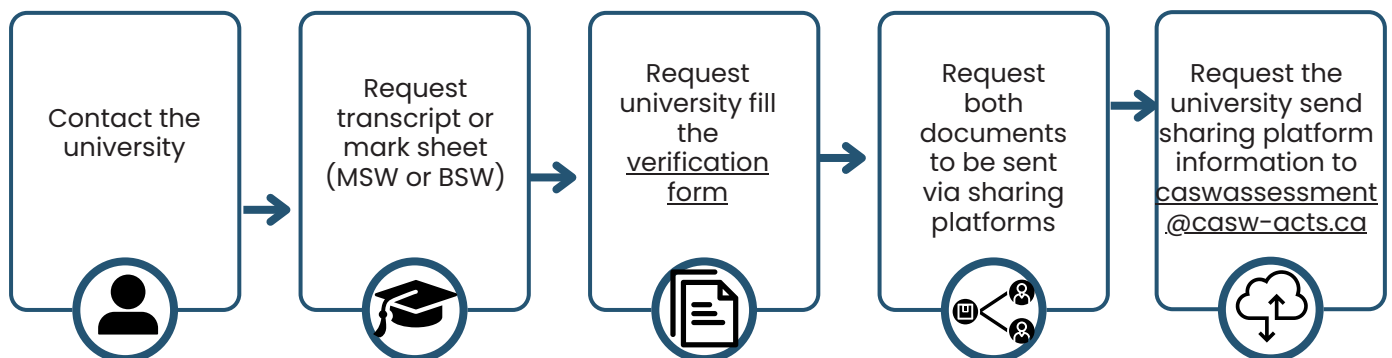 Contact the
university
Request
transcript or
mark sheet
(MSW or BSW)
Request
university fill
the
verification
form
Request
both
documents
to be sent
via sharing
platforms
Request the
university send
sharing platform
information to
caswassessment
@casw-acts.ca